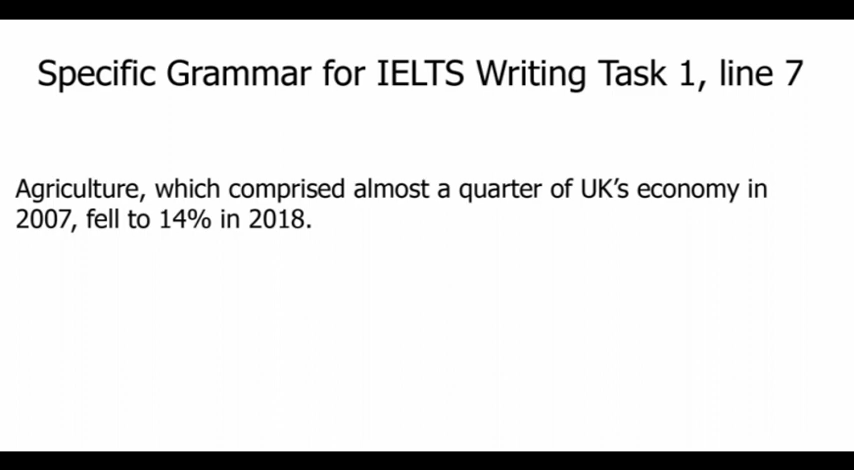 Specific Grammar for IELTS Writing Task 1, line 7
Agriculture, which comprised almost a quarter of UK’s economy in
2007, fell to 14% in 2018.